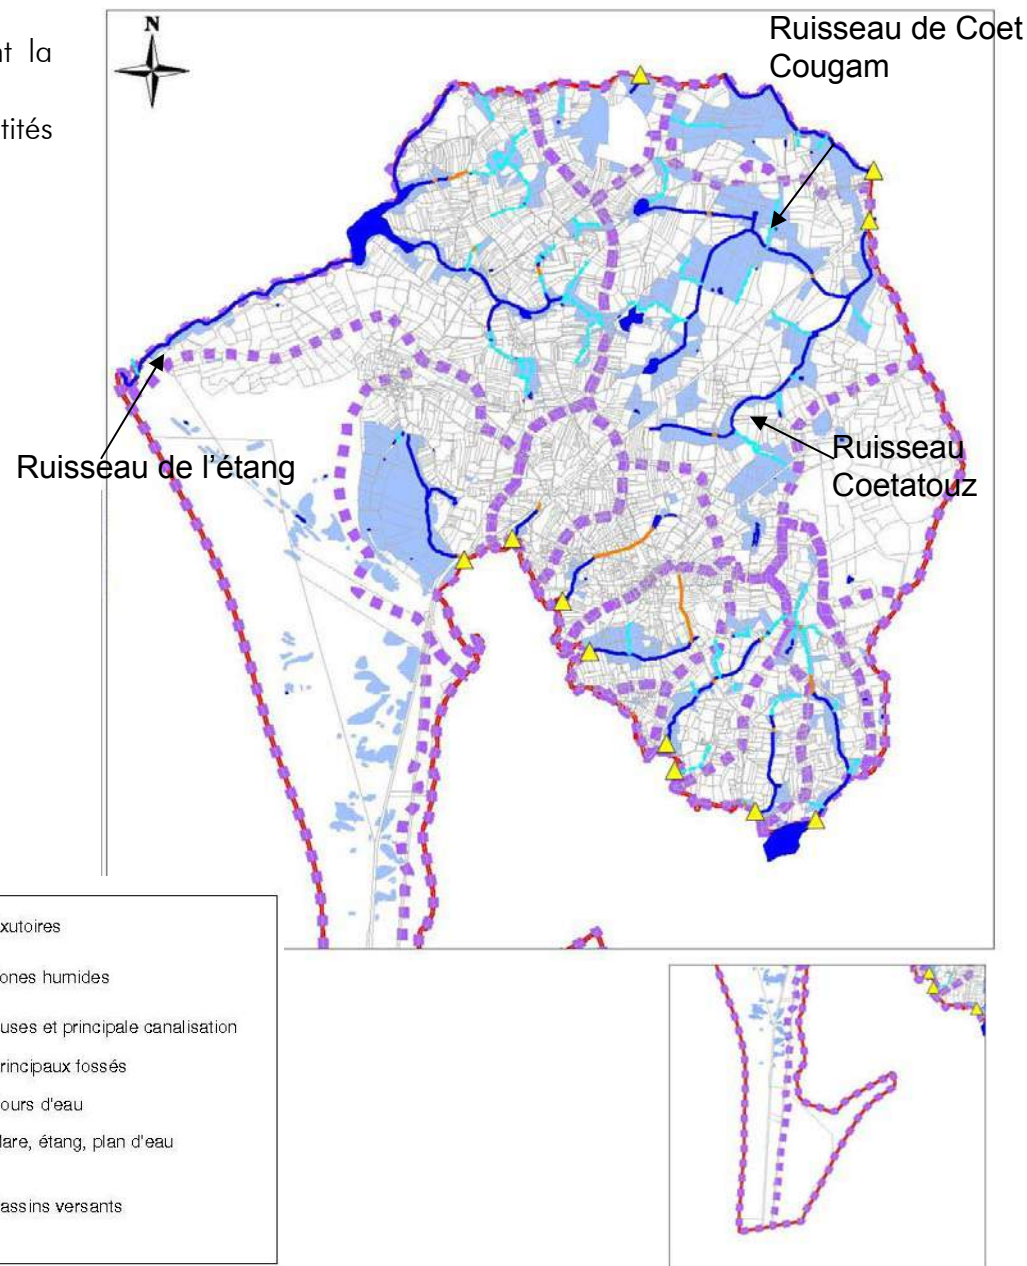 nt la
tités
N
Ruisseau de Coet
Cougam
Ruisseau de l'étang
Ruisseau
Coetatouz
xutoires
ones humides
uses et principale canalisation
rincipaux fossés
ours d'eau
lare, étang, plan d'eau
assins versants